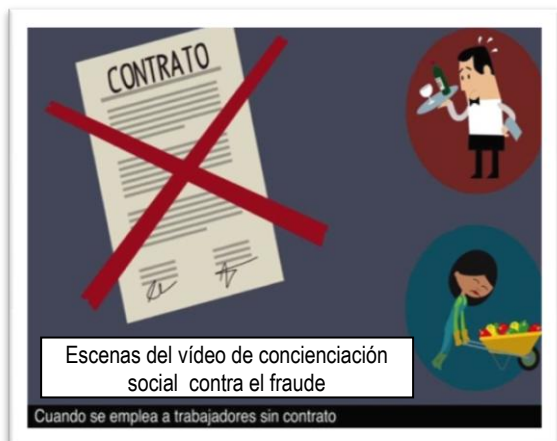 CONTRATO
Escenas del vídeo de concienciación
social contra el fraude
Cuando se emplea a trabajadores sin contrato